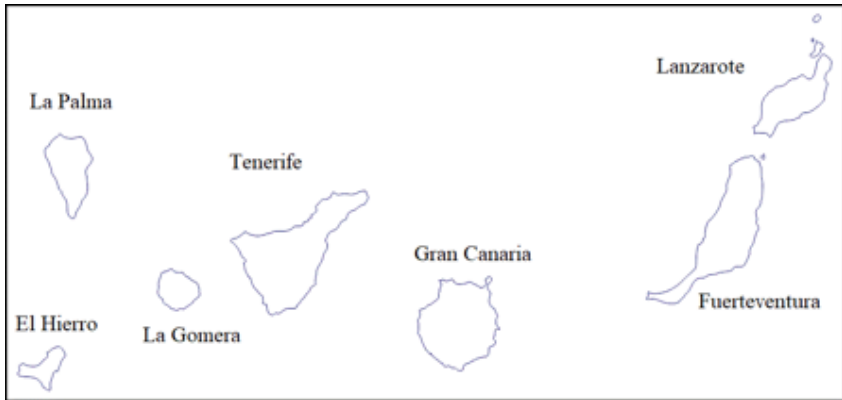 Lanzarote
La Palma
Tenerife
Gran Canaria
Fuerteventura
El Hierro
La Gomera